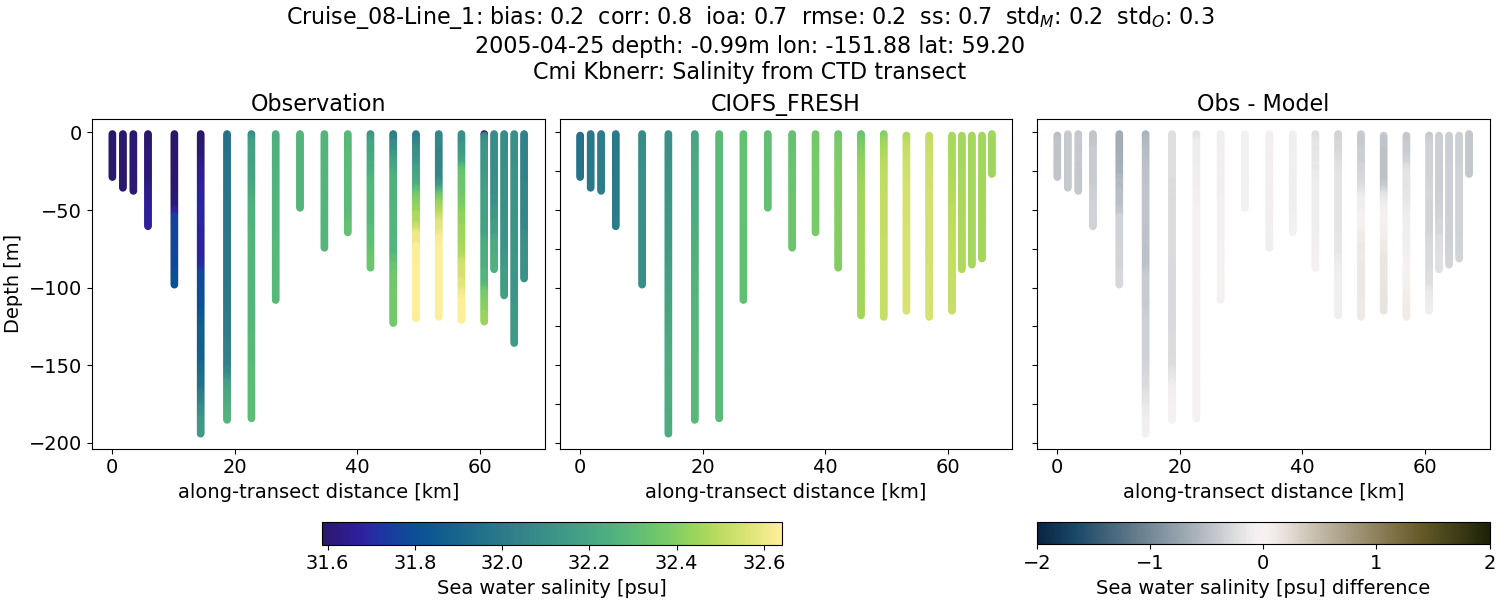 Cruise_08-Line_1: bias: 0.2  corr: 0.8  ioa: 0.7  rmse: 0.2  ss: 0.7  std_M: 0.2  std_O: 0.3
2005-04-25 depth: -0.99m lon: -151.88 lat: 59.20
Cmi Kbnerr: Salinity from CTD transect
Observation
CIOFS_FRESH
Obs - Model
Depth [m]
0
−50
−100
−150
−200
0 20 40 60
0 20 40 60
0 20 40 60
along-transect distance [km]
along-transect distance [km]
along-transect distance [km]
31.6 31.8 32.0 32.2 32.4 32.6
Sea water salinity [psu]
−2 −1 0 1 2
Sea water salinity [psu] difference